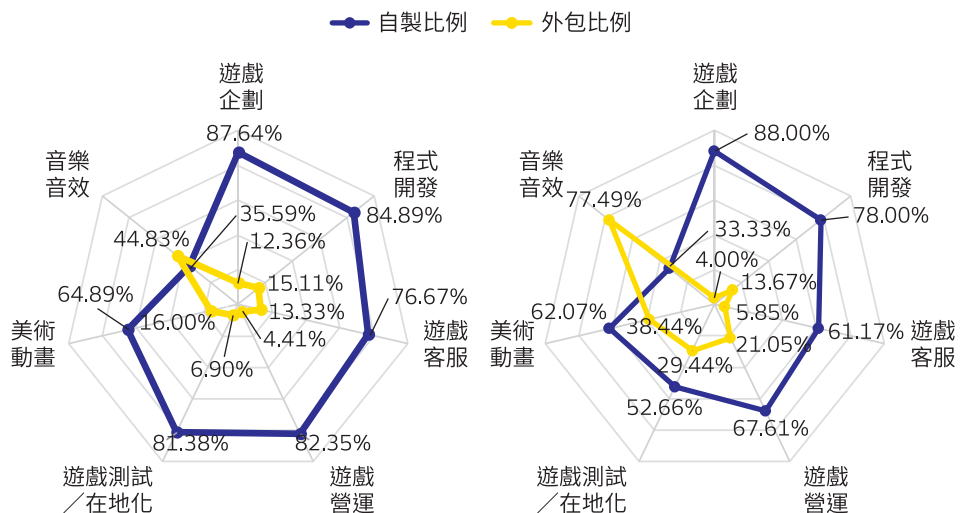 自製比例 外包比例
遊戲
企劃
87.64%
音樂
音效
程式
開發
84.89%
35.59%
44.83%
12.36%
64.89%
15.11%
76.67%
13.33%
16.00%
4.41%
美術
動畫
遊戲
客服
6.90%
81.38%
82.35%
遊戲測試
／在地化
遊戲
營運
遊戲
企劃
88.00%
音樂
音效
程式
開發
77.49%
78.00%
33.33%
4.00%
13.67%
62.07%
5.85%
61.17%
38.44%
美術
動畫
遊戲
客服
21.05%
29.44%
52.66%
67.61%
遊戲測試
／在地化
遊戲
營運